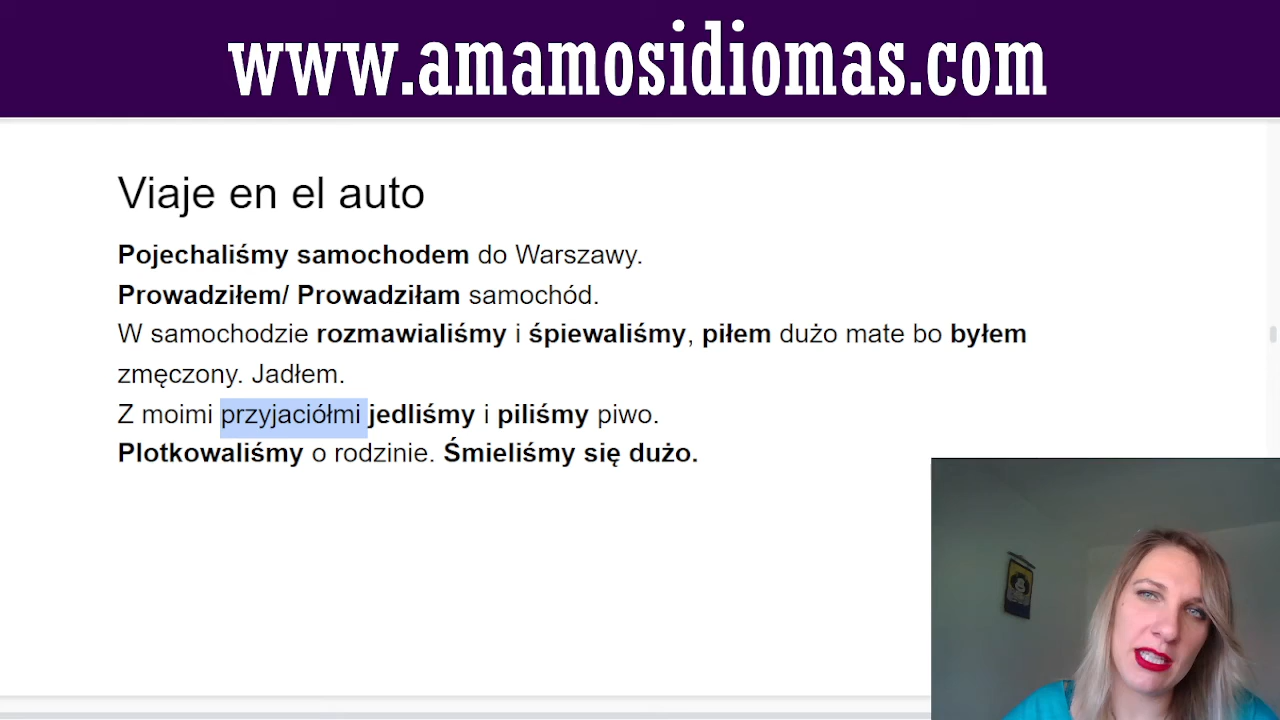 www.amamosidiomas.com
Viaje en el auto
Pojechaliśmy samochodem do Warszawy.
Prowadziłem/ Prowadziłam samochód.
W samochodzie rozmawialiśmy i śpiewaliśmy, piłem dużo mate bo byłem
zmęczony. Jadłem.
Z moimi przyjaciółmi jedliśmy i piliśmy piwo.
Plotkowaliśmy o rodzinie. Śmieliśmy się dużo.